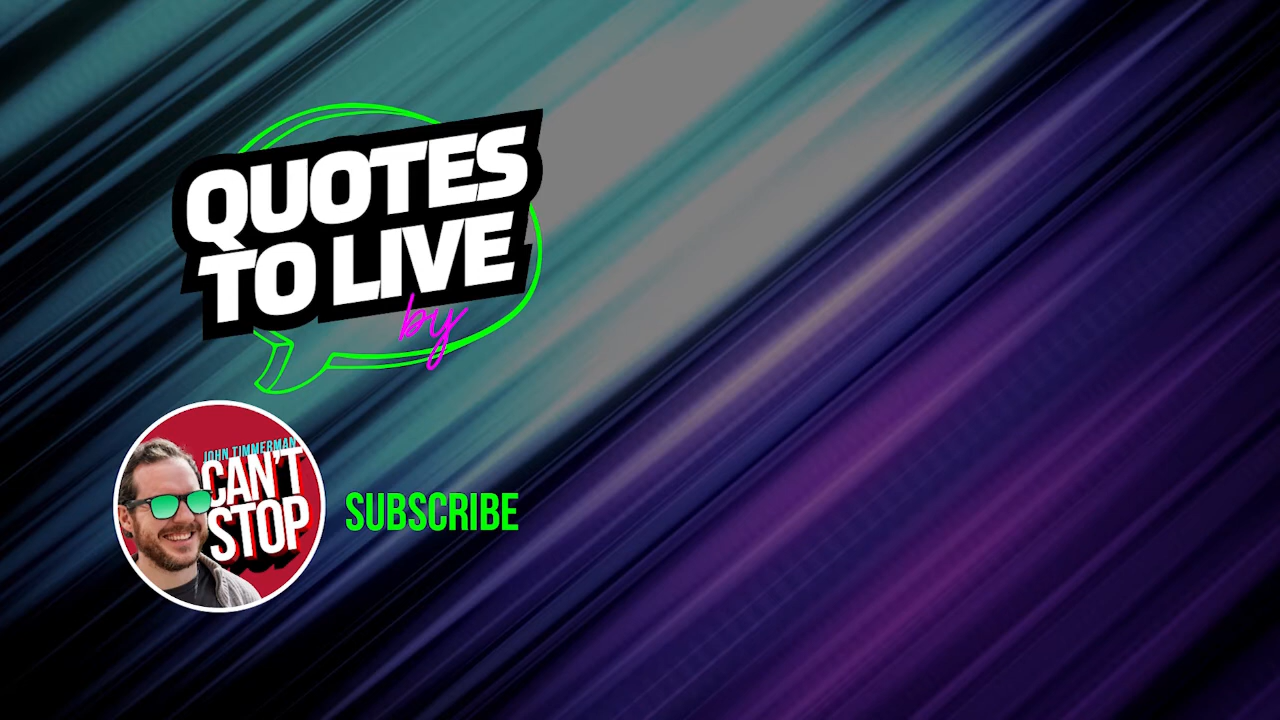 QUOTES
TO LIVE
by
JOHN TIMMERMAN
CAN'T
STOP
SUBSCRIBE